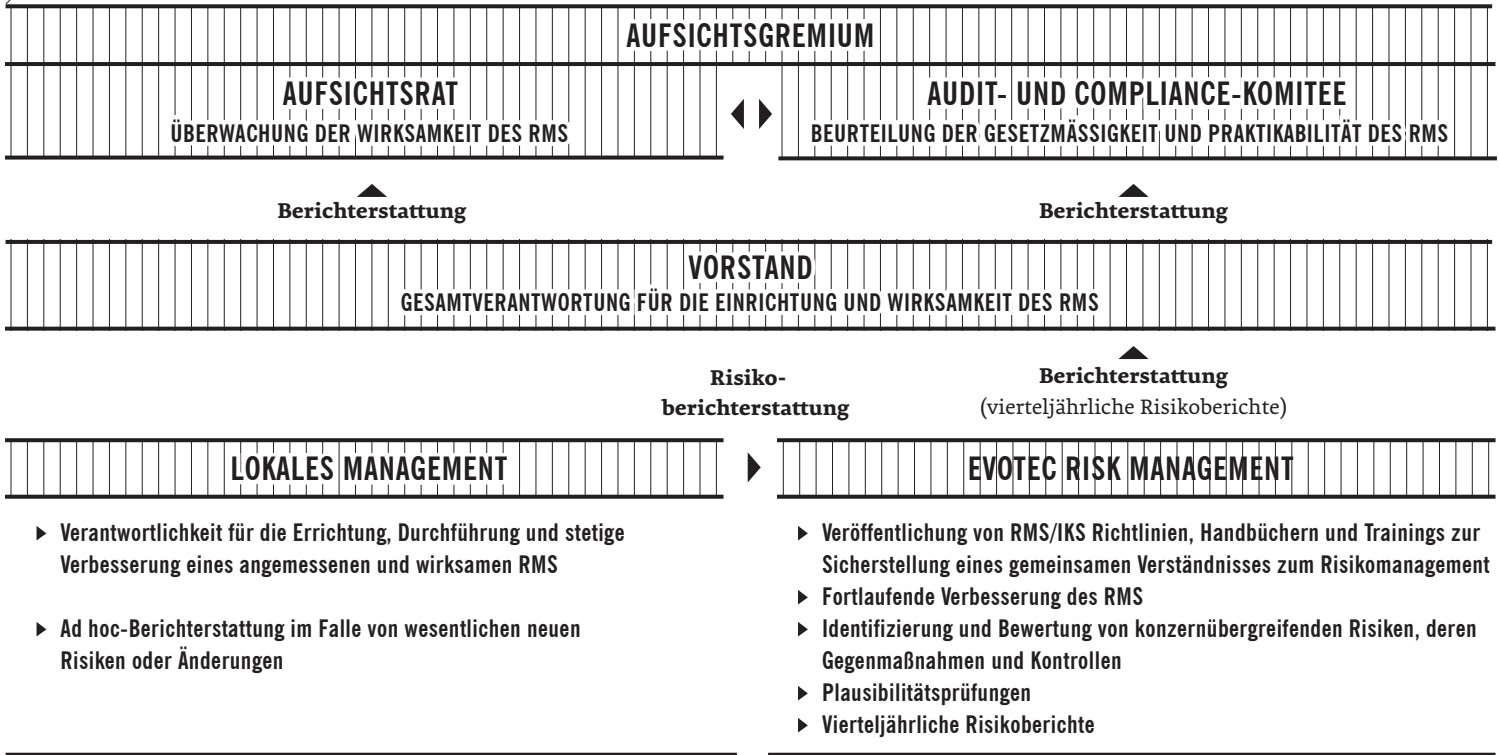 AUFSICHTSGREMIUM
AUFSICHTSRAT
ÜBERWACHUNG DER WIRKSAMKEIT DES RMS
AUDIT- UND COMPLIANCE-KOMITEE
BEURTEILUNG DER GESETZMÄSSIGKEIT UND PRAKTIKABILITÄT DES RMS
Berichterstattung
Berichterstattung
VORSTAND
GESAMTVERANTWORTUNG FÜR DIE EINRICHTUNG UND WIRKSAMKEIT DES RMS
Risiko-
berichterstattung
Berichterstattung
(vierteljährliche Risikoberichte)
LOKALES MANAGEMENT
Verantwortlichkeit für die Errichtung, Durchführung und stetige
Verbesserung eines angemessenen und wirksamen RMS
Ad hoc-Berichterstattung im Falle von wesentlichen neuen
Risiken oder Änderungen
EVOTEC RISK MANAGEMENT
Veröffentlichung von RMS/IKS Richtlinien, Handbüchern und Trainings zur
Sicherstellung eines gemeinsamen Verständnisses zum Risikomanagement
Fortlaufende Verbesserung des RMS
Identifizierung und Bewertung von konzernübergreifenden Risiken, deren
Gegenmaßnahmen und Kontrollen
Plausibilitätsprüfungen
Vierteljährliche Risikoberichte